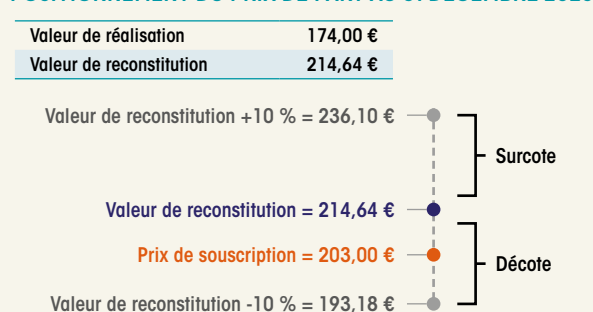 Valeur de réalisation 174,00 €
Valeur de reconstitution 214,64 €
Valeur de reconstitution +10 % = 236,10 €
Surcote
Valeur de reconstitution = 214,64 €
Prix de souscription = 203,00 €
Décote
Valeur de reconstitution -10 % = 193,18 €